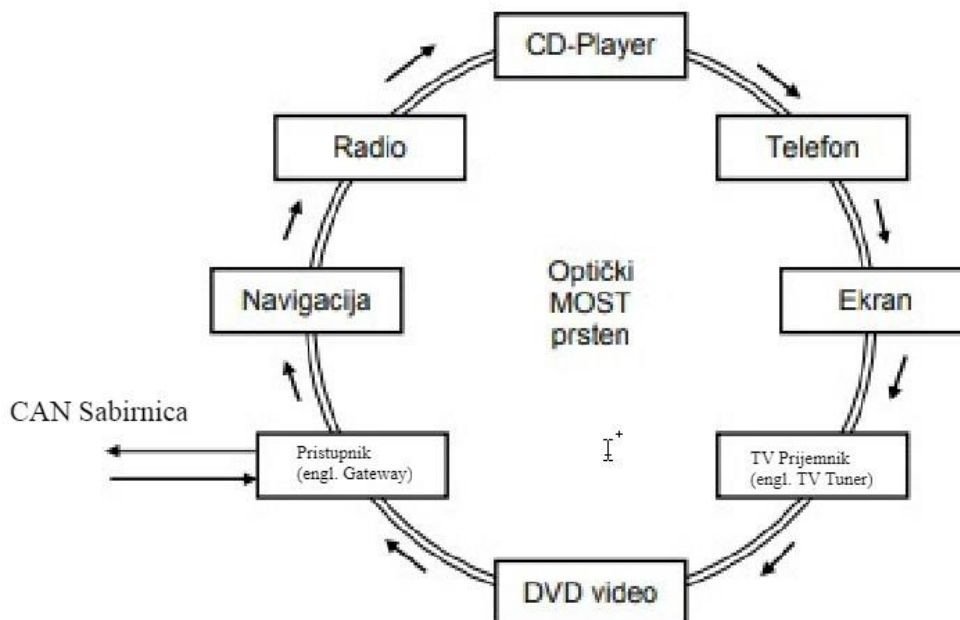 CD-Player
Radio
Telefon
Navigacija
Optički
MOST
prsten
Ekran
CAN Sabirnica
Pristupnik
(engl. Gateway)
TV Prijemnik
(engl. TV Tuner)
DVD video